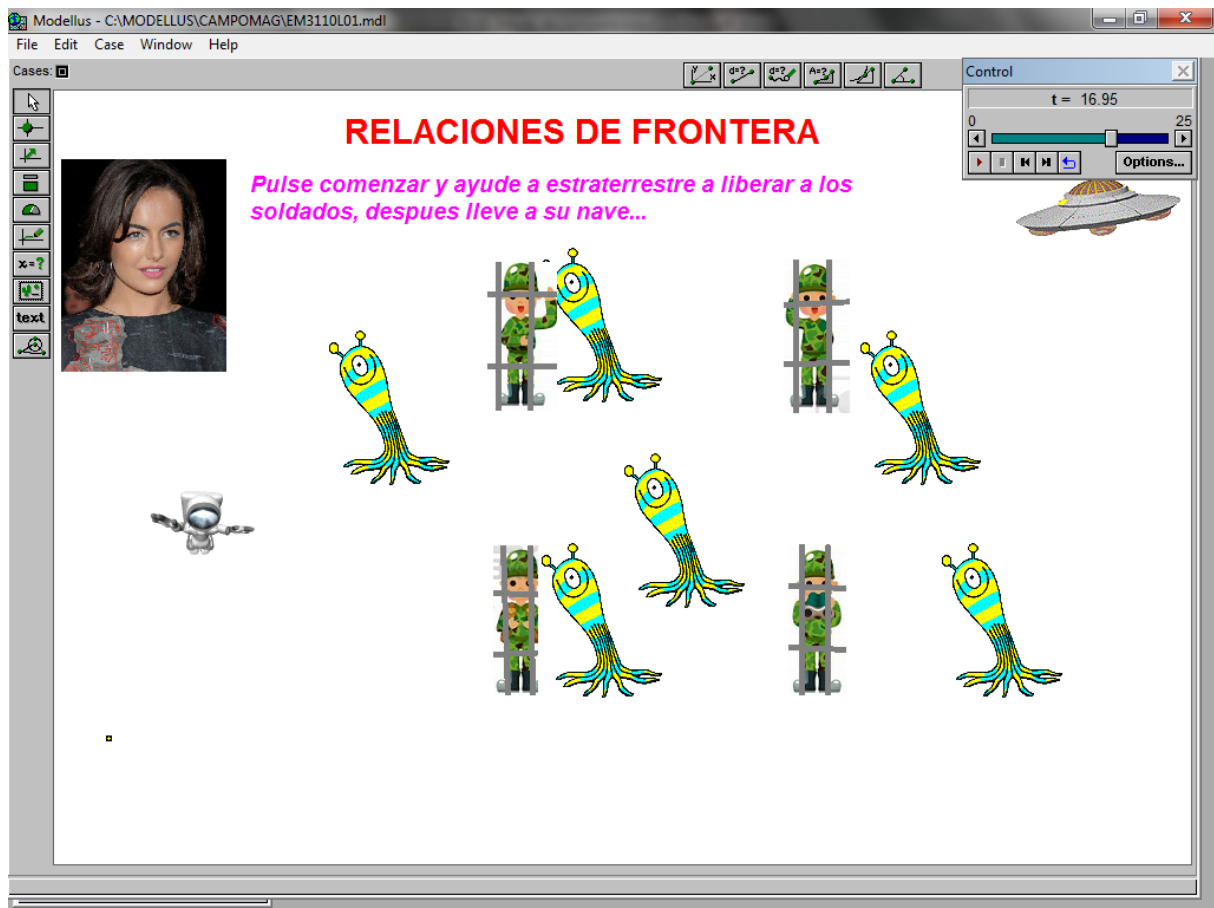 Modellus - C:\MODELLUS\CAMPOMAG\EM3110L01.mdl
File Edit Case Window Help
Cases:
Control
t = 16.95
0 25
Options...
RELACIONES DE FRONTERA
Pulse comenzar y ayude a estraterrestre a liberar a los
soldados, despues lleve a su nave...
y x
d=?
d=?
A=?
x=?
text